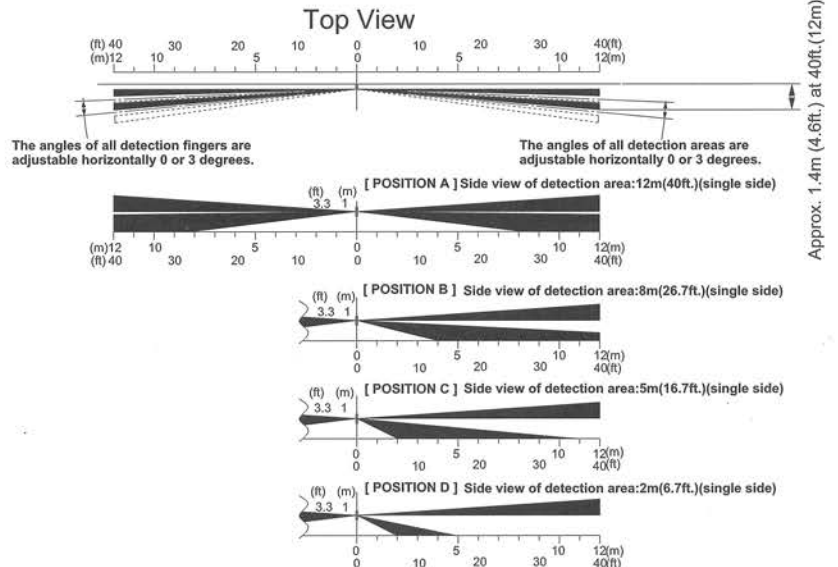 Top View
(ft) 40 30 20 10 0 10 20 30 40(ft)
(m)12 10 5 0 5 10 12(m)
The angles of all detection fingers are
adjustable horizontally 0 or 3 degrees.
The angles of all detection areas are
adjustable horizontally 0 or 3 degrees.
Approx. 1.4m (4.6ft.) at 40ft.(12m)
[ POSITION A ] Side view of detection area:12m(40ft.)(single side)
(ft) (m)
3.3 1
(m)12 10 5 0 5 10 12(m)
(ft) 40 30 20 10 0 10 20 30 40(ft)
[ POSITION B ] Side view of detection area:8m(26.7ft.)(single side)
(ft) (m)
3.3 1
0 5 10 12(m)
0 10 20 30 40(ft)
[ POSITION C ] Side view of detection area:5m(16.7ft.)(single side)
(ft) (m)
3.3 1
0 5 10 12(m)
0 10 20 30 40(ft)
[ POSITION D ] Side view of detection area:2m(6.7ft.)(single side)
(ft) (m)
3.3 1
0 5 10 12(m)
0 10 20 30 40(ft)